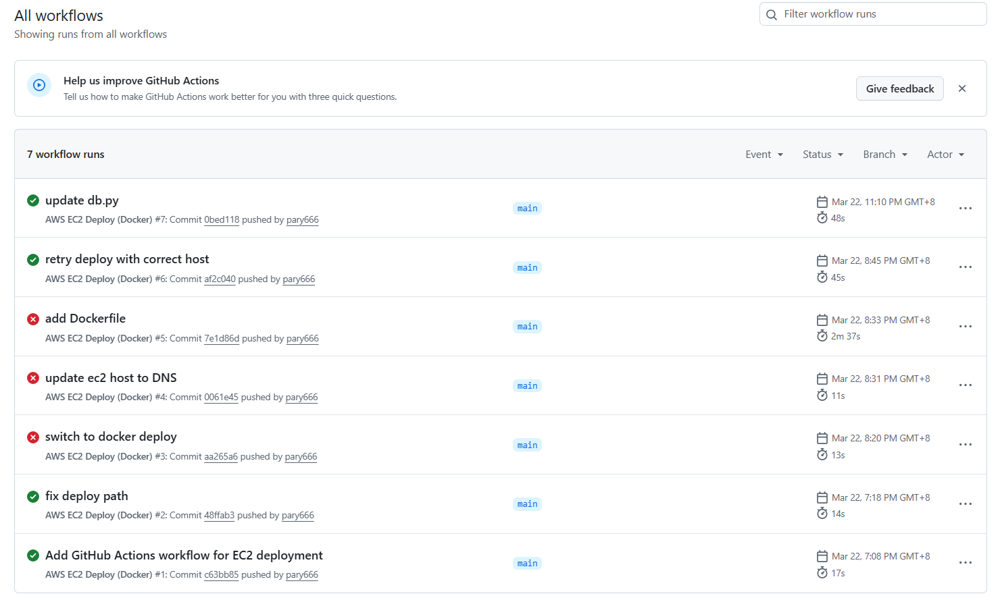 All workflows
Showing runs from all workflows
Filter workflow runs
Help us improve GitHub Actions
Tell us how to make GitHub Actions work better for you with three quick questions.
Give feedback
7 workflow runs
Event Status Branch Actor
update db.py
AWS EC2 Deploy (Docker) #7: Commit 0bed118 pushed by pary666
main
Mar 22, 11:10 PM GMT+8
48s
retry deploy with correct host
AWS EC2 Deploy (Docker) #6: Commit af2c040 pushed by pary666
main
Mar 22, 8:45 PM GMT+8
45s
add Dockerfile
AWS EC2 Deploy (Docker) #5: Commit 7e1d86d pushed by pary666
main
Mar 22, 8:33 PM GMT+8
2m 37s
update ec2 host to DNS
AWS EC2 Deploy (Docker) #4: Commit 0061e45 pushed by pary666
main
Mar 22, 8:31 PM GMT+8
11s
switch to docker deploy
AWS EC2 Deploy (Docker) #3: Commit aa265a6 pushed by pary666
main
Mar 22, 8:20 PM GMT+8
13s
fix deploy path
AWS EC2 Deploy (Docker) #2: Commit 48ffab3 pushed by pary666
main
Mar 22, 7:18 PM GMT+8
14s
Add GitHub Actions workflow for EC2 deployment
AWS EC2 Deploy (Docker) #1: Commit c63bb85 pushed by pary666
main
Mar 22, 7:08 PM GMT+8
17s